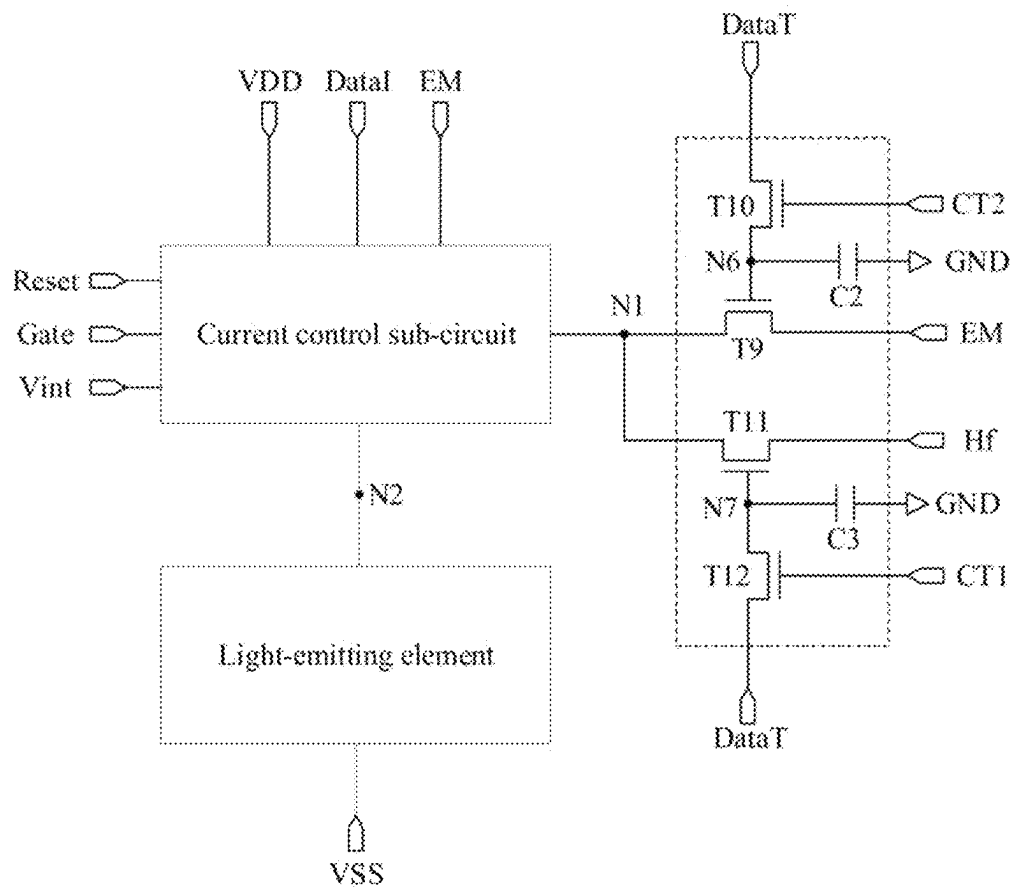 DataT
VDD
DataI
EM
T10
CT2
N6
GND
C2
Reset
N1
Gate
Current control sub-circuit
T9
EM
Vint
T11
Hf
N2
N7
GND
C3
T12
CT1
Light-emitting element
DataT
VSS